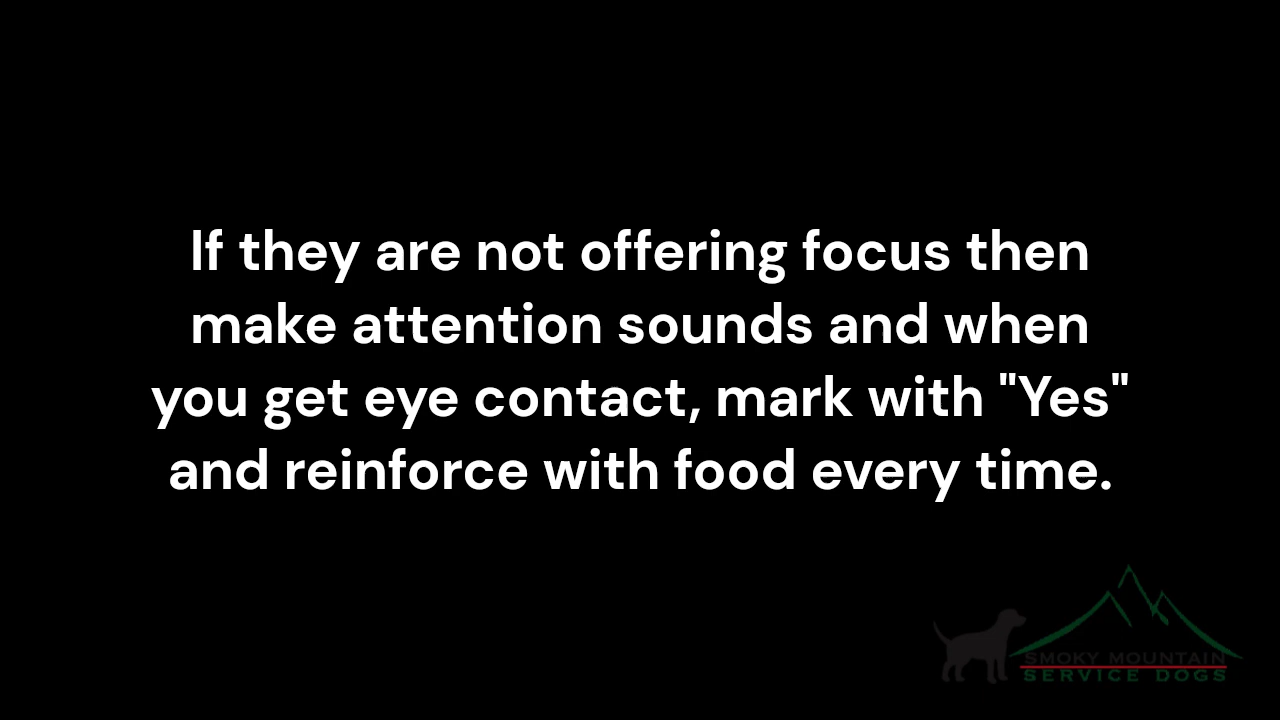 If they are not offering focus then
make attention sounds and when
you get eye contact, mark with "Yes"
and reinforce with food every time.
SMOKY MOUNTAIN
SERVICE DOGS